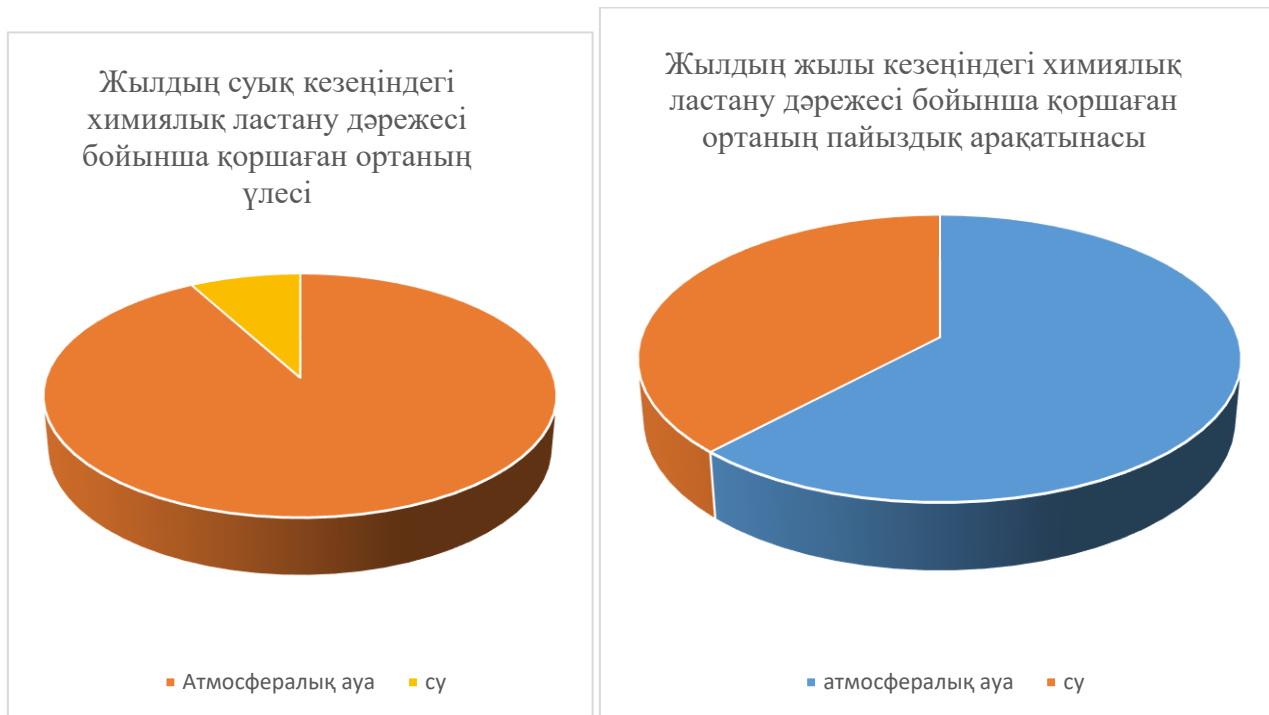 Жылдың суық кезеңіндегі
химиялық ластану дәрежесі
бойынша қоршаған ортаның
үлесі
Атмосфералық ауа су
Жылдың жылы кезеңіндегі химиялық
ластану дәрежесі бойынша қоршаған
ортаның пайыздық арақатынасы
атмосфералық ауа су